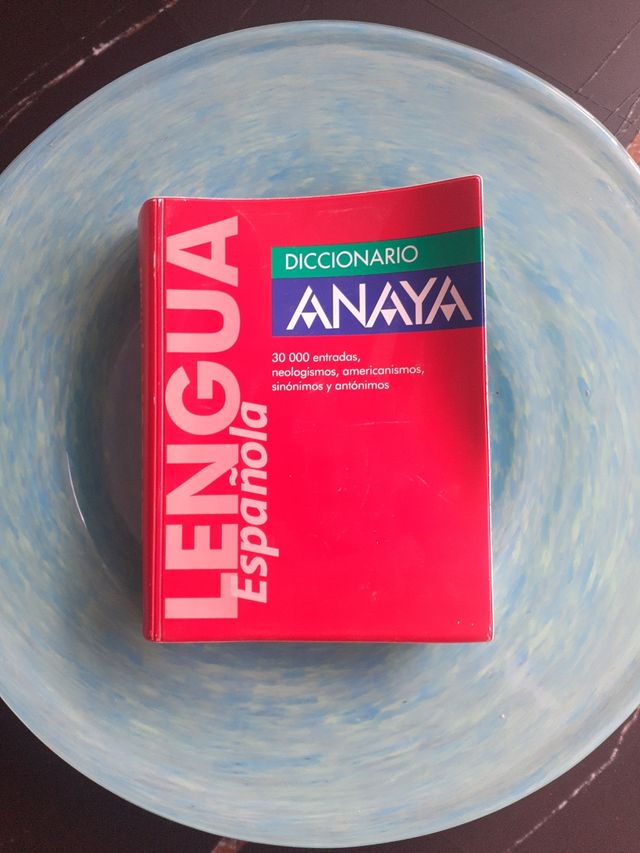 LENGUA
Española
DICCIONARIO
ANAYA
30 000 entradas,
neologismos, americanismos,
sinónimos y antónimos